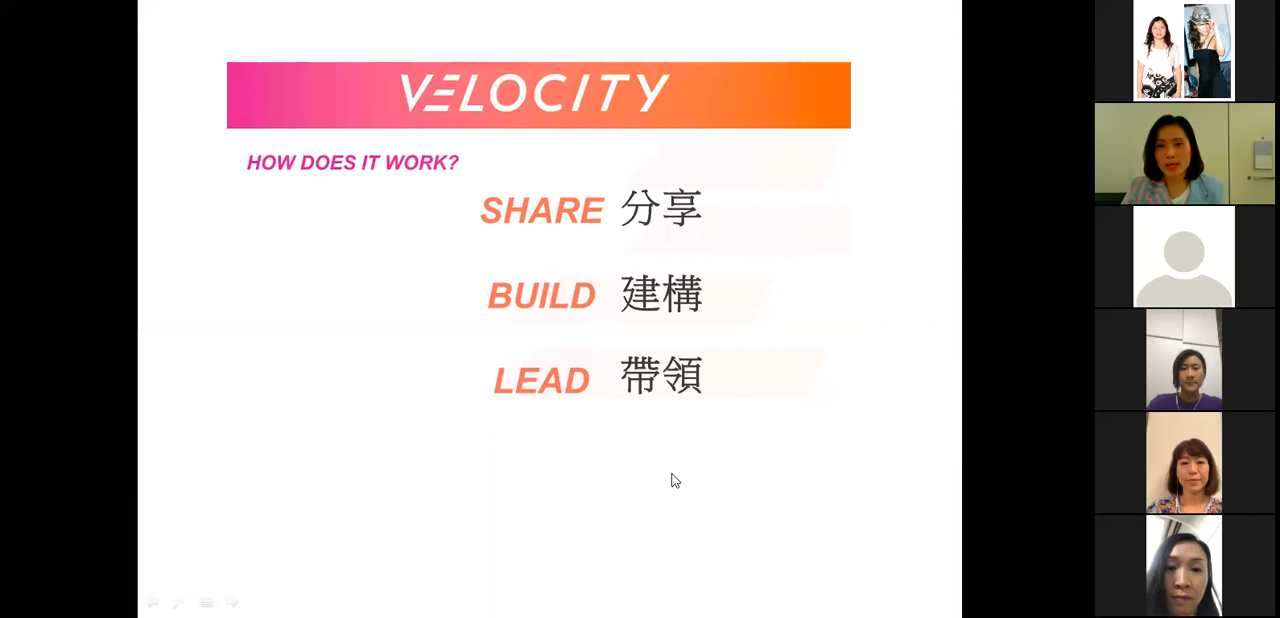 VELOCITY
HOW DOES IT WORK?
SHARE 分享
BUILD 建構
LEAD 帶領